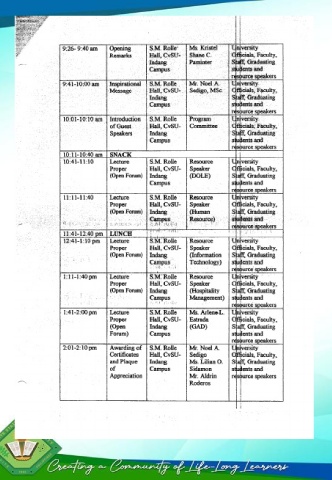 9:26- 9:40 am Opening Remarks S.M. Rolle Hall, CvSU- Indang Campus Ms. Kristel Shane C. Pamister University Officials, Faculty, Staff, Graduating students and resource speakers
9:41-10:00 am Inspirational Message S.M. Rolle Hall, CvSU- Indang Campus Mr. Noel A. Sedigo, MSc University Officials, Faculty, Staff, Graduating students and resource speakers
10:01-10:10 am Introduction of Guest Speakers S.M. Rolle Hall, CvSU- Indang Campus Program Committee University Officials, Faculty, Staff, Graduating students and resource speakers
10:11-10:40 am SNACK
10:41-11:10 Lecture Proper (Open Forum) S.M. Rolle Hall, CvSU- Indang Campus Resource Speaker (DOLE) University Officials, Faculty, Staff, Graduating students and resource speakers
11:11-11:40 Lecture Proper (Open Forum) S.M. Rolle Hall, CvSU- Indang Campus Resource Speaker (Human Resource) University Officials, Faculty, Staff, Graduating students and resource speakers
11:41-12:40 pm LUNCH
12:41-1:10 pm Lecture Proper (Open Forum) S.M. Rolle Hall, CvSU- Indang Campus Resource Speaker (Information Technology) University Officials, Faculty, Staff, Graduating students and resource speakers
1:11-1:40 pm Lecture Proper (Open Forum) S.M. Rolle Hall, CvSU- Indang Campus Resource Speaker (Hospitality Management) University Officials, Faculty, Staff, Graduating students and resource speakers
1:41-2:00 pm Lecture Proper (Open Forum) S.M. Rolle Hall, CvSU- Indang Campus Ms. Arlene L. Estrada (GAD) University Officials, Faculty, Staff, Graduating students and resource speakers
2:01-2:10 pm Awarding of Certificates and Plaque of Appreciation S.M. Rolle Hall, CvSU- Indang Campus Mr. Noel A. Sedigo Ms. Lilian O. Sidamon Mr. Aldrin Roderos University Officials, Faculty, Staff, Graduating students and resource speakers
Creating a Community of Life-Long Learners